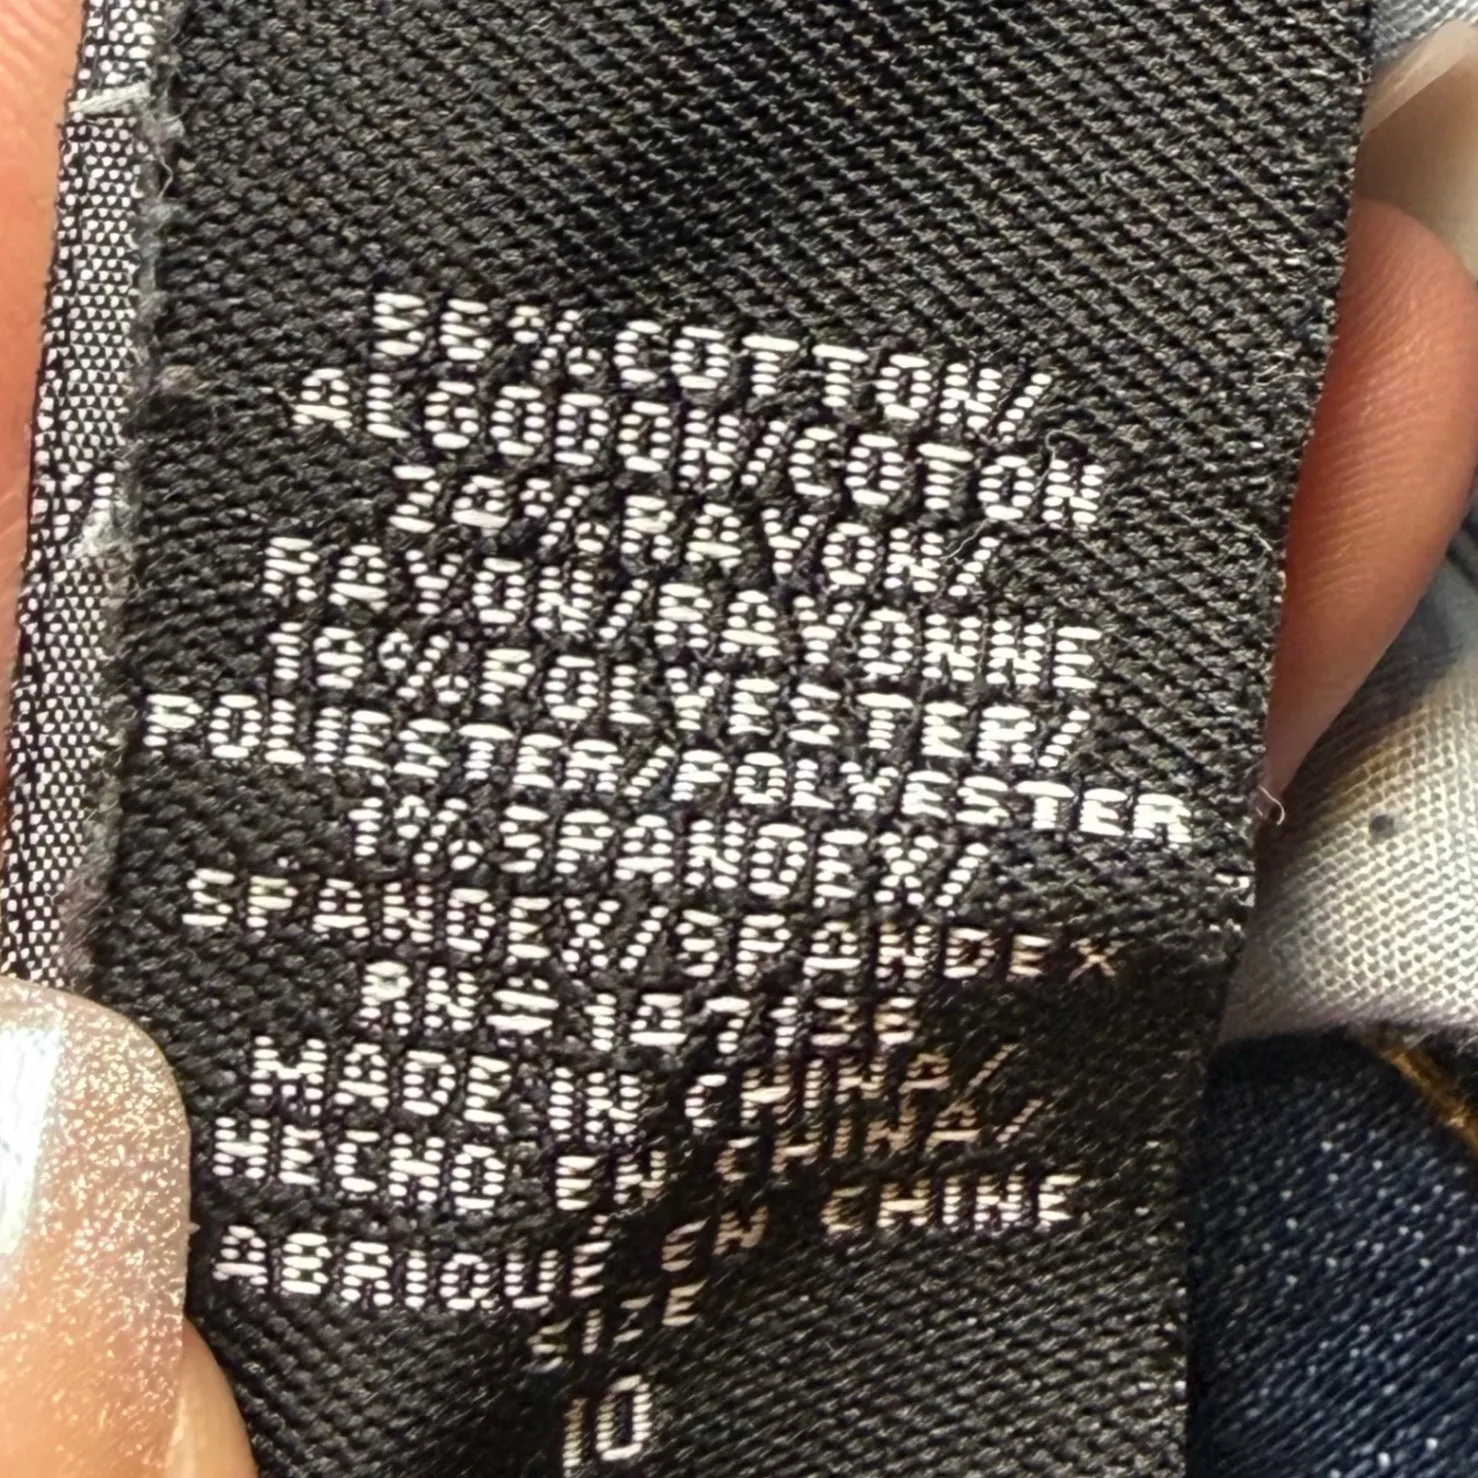 56%COTTON/
ALGODON/COTON
24%RAYON/
RAYON/RAYONNE
19%POLYESTER/
POLIESTER/POLYESTER
1%SPANDEX/
SPANDEX/SPANDEX
RN#
MADE IN CHINA/
HECHO EN CHINA/
ABRIQUÉ EN CHINE
SIZE
10